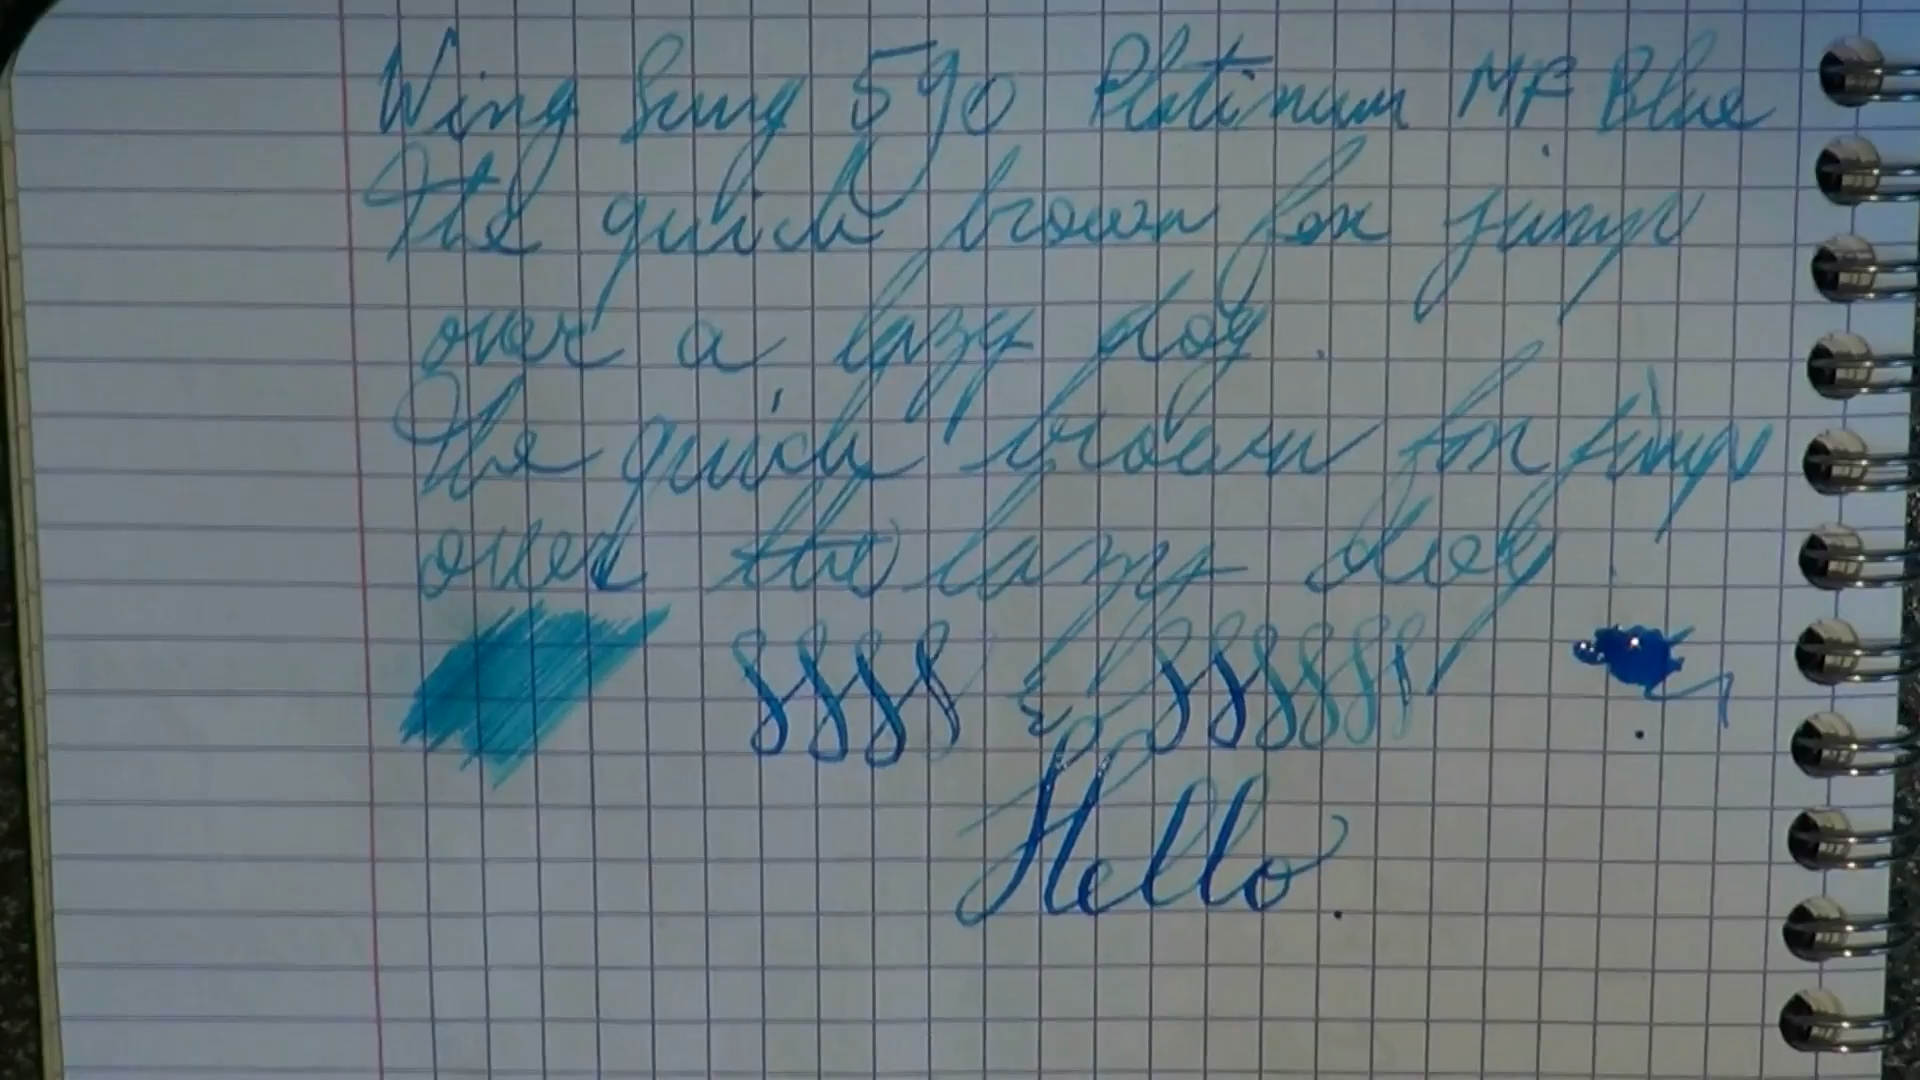 Wing Sung 590 Platinum MF Blue
The quick brown fox jumps
over a lazy dog.
The quick brown fox jumps
over the lazy dog.
Hello.